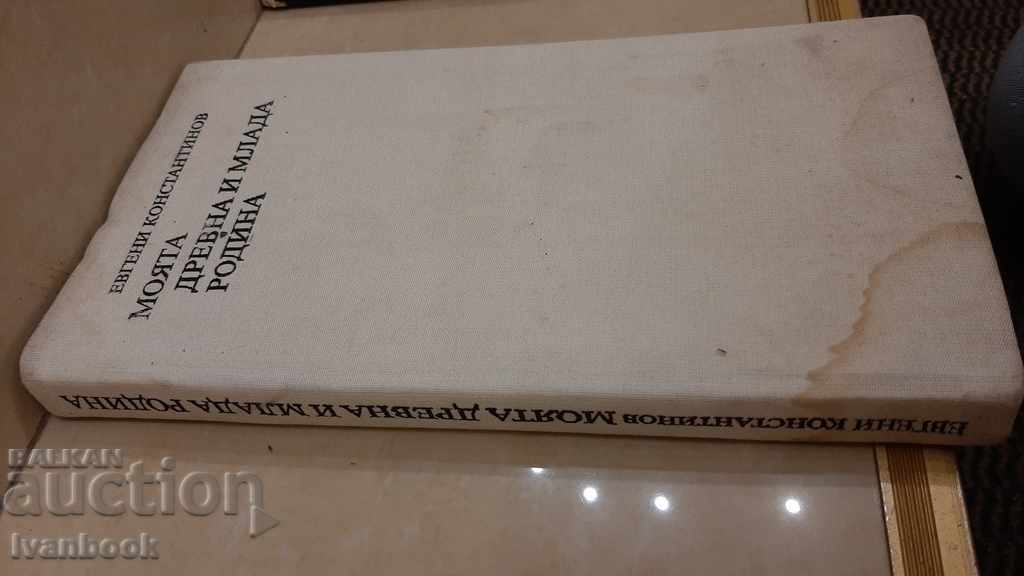 ЕВГЕНИ КОНСТАНТИНОВ
МОЯТА
ДРЕВНА И МЛАДА
РОДИНА
ЕВГЕНИ КОНСТАНТИНОВ МОЯТА ДРЕВНА И МЛАДА РОДИНА
BALKAN
auction
Ivanbook